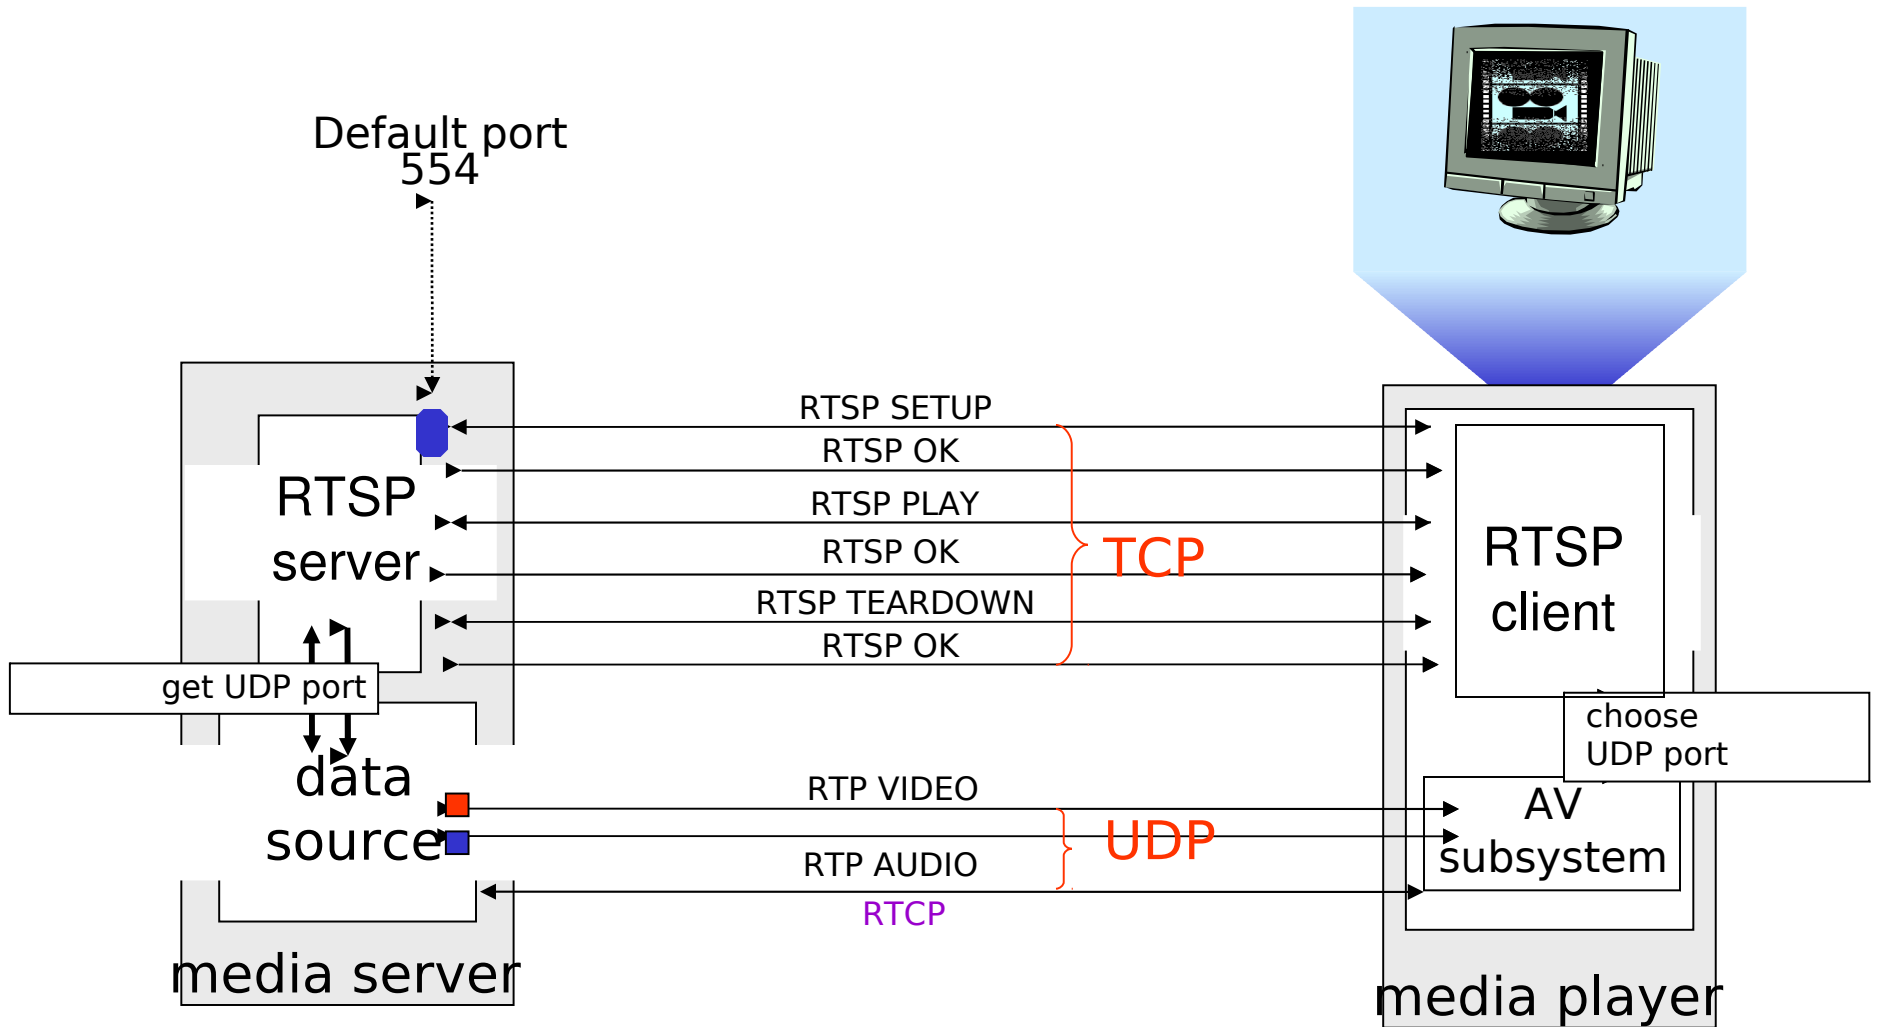 Default port
554
RTSP SETUP
RTSP OK
RTSP PLAY
RTSP OK
RTSP TEARDOWN
RTSP OK
TCP
RTSP
server
RTSP
client
get UDP port
choose
UDP port
data
source
RTP VIDEO
UDP
RTP AUDIO
RTCP
AV
subsystem
media server
media player